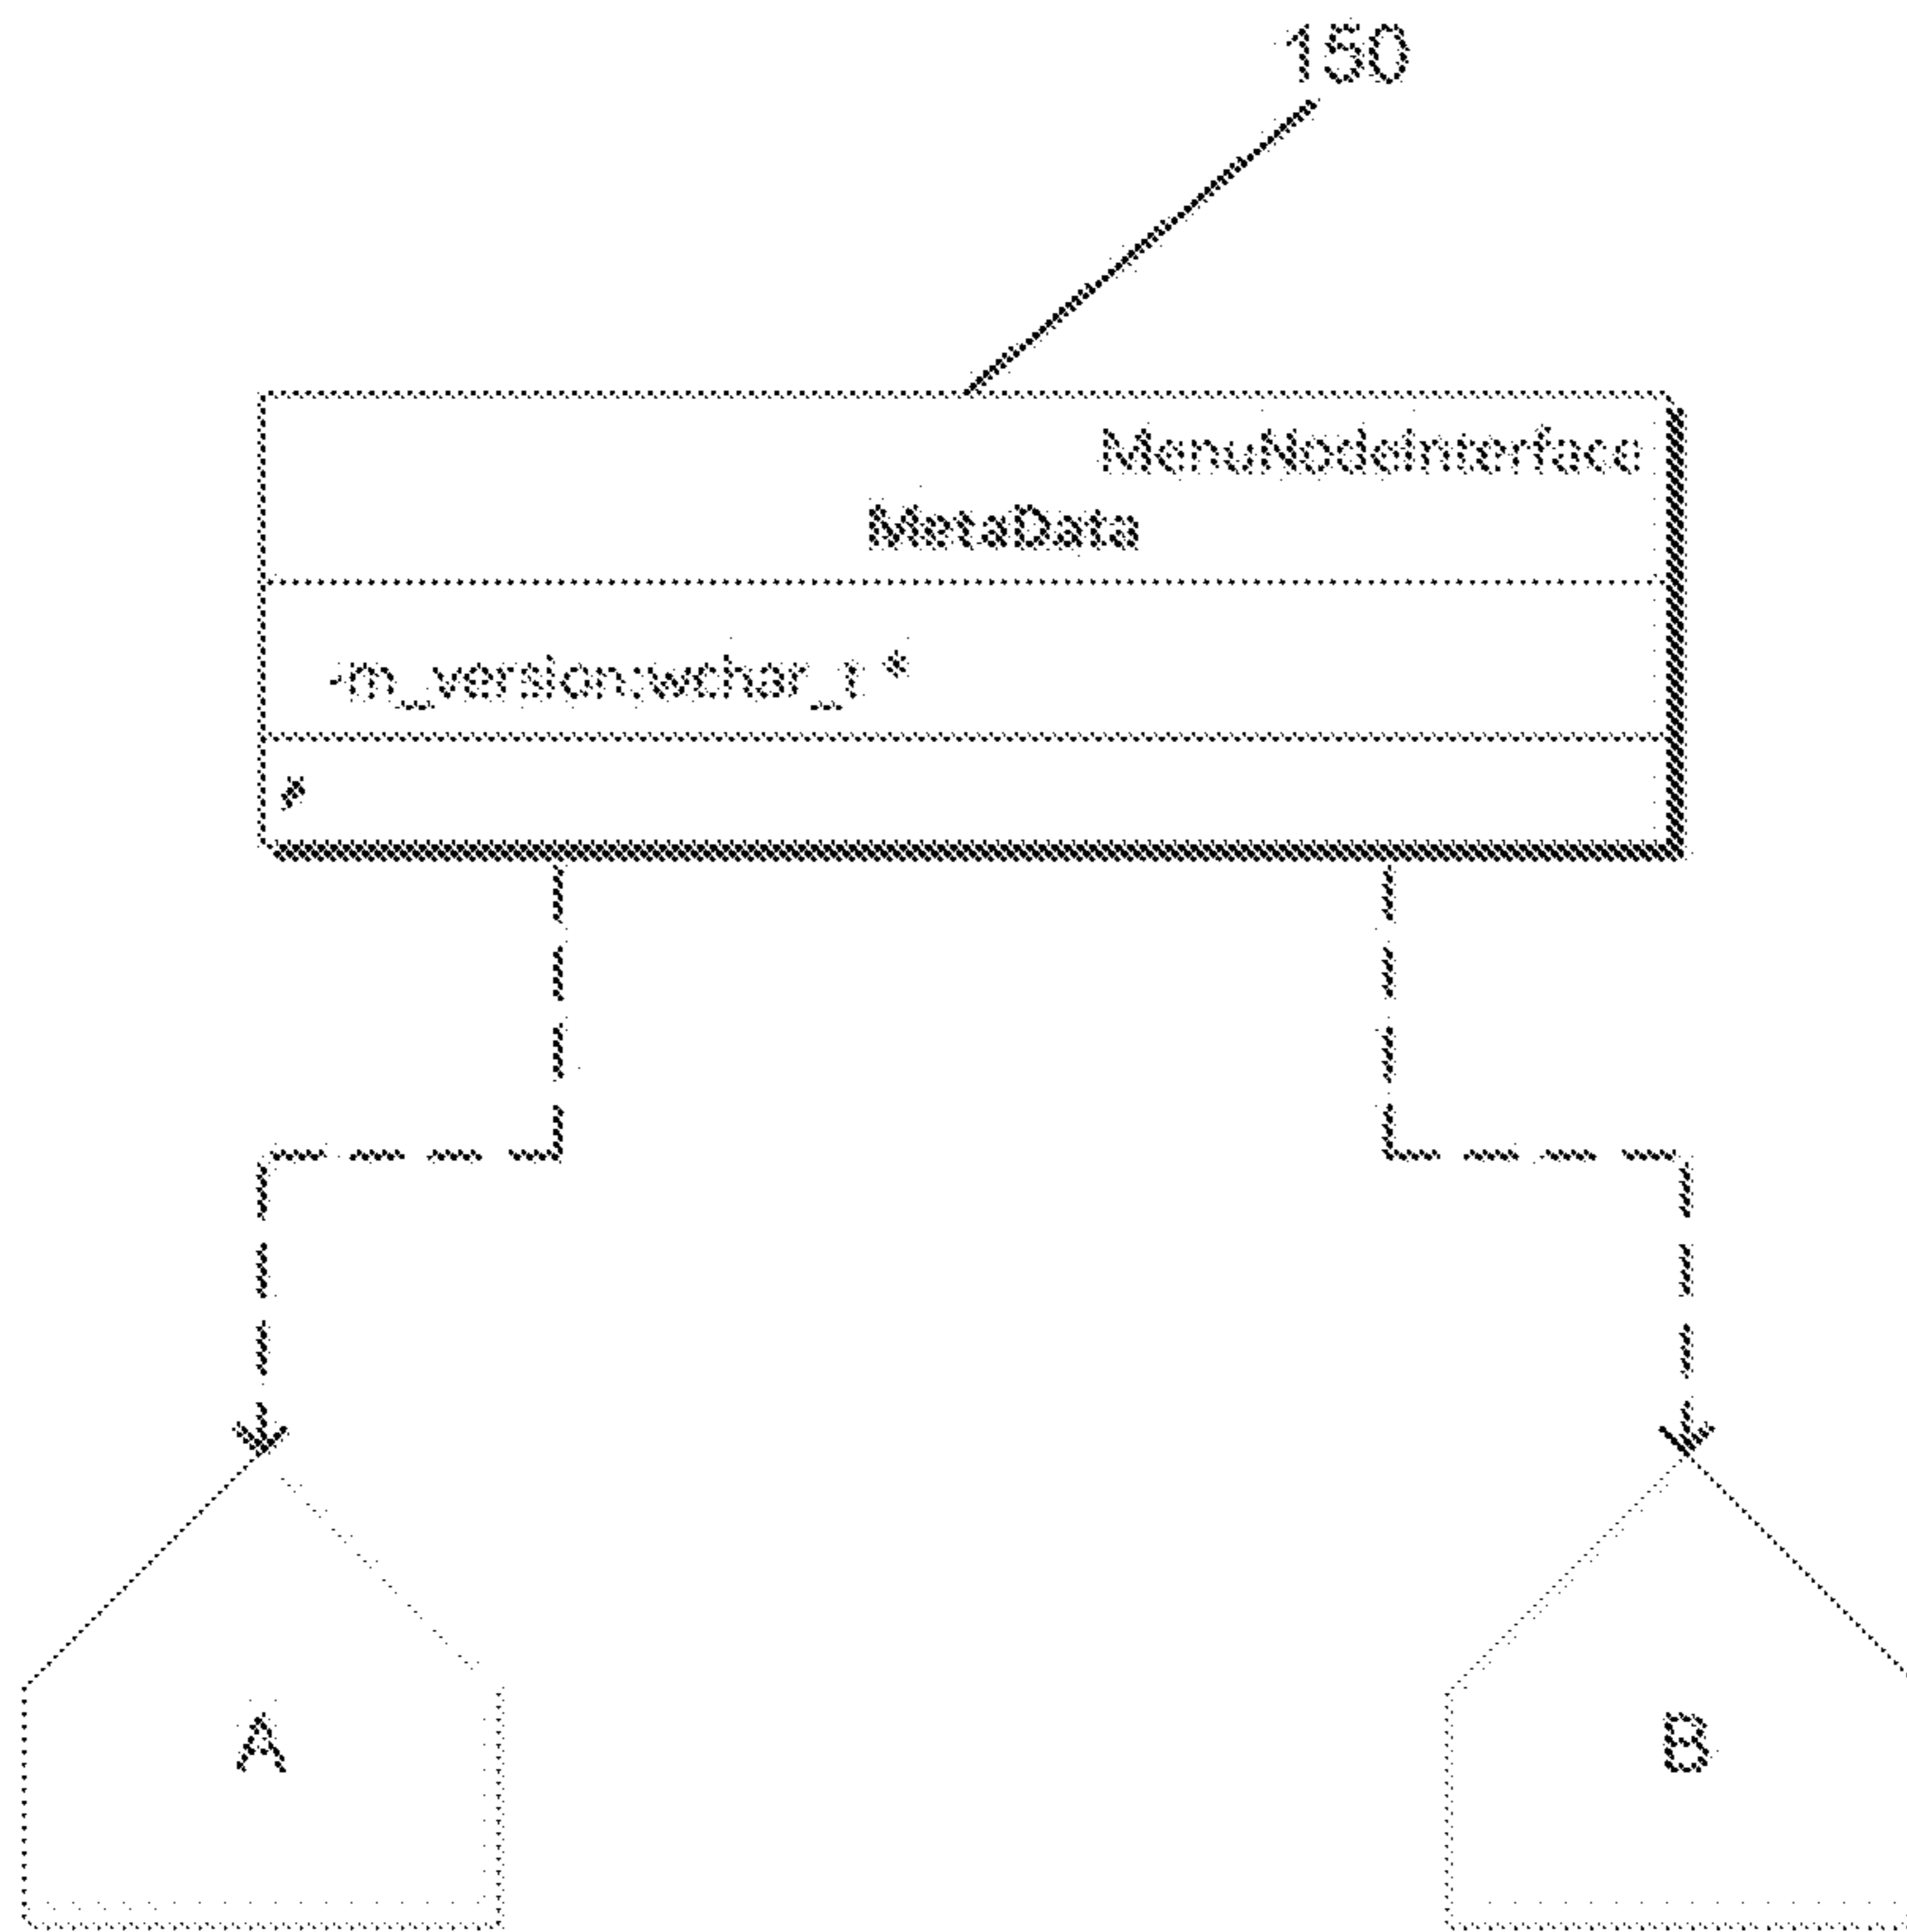 150
MenuNodeInterface
MetaData
-m_version:wchar_t *
A
B